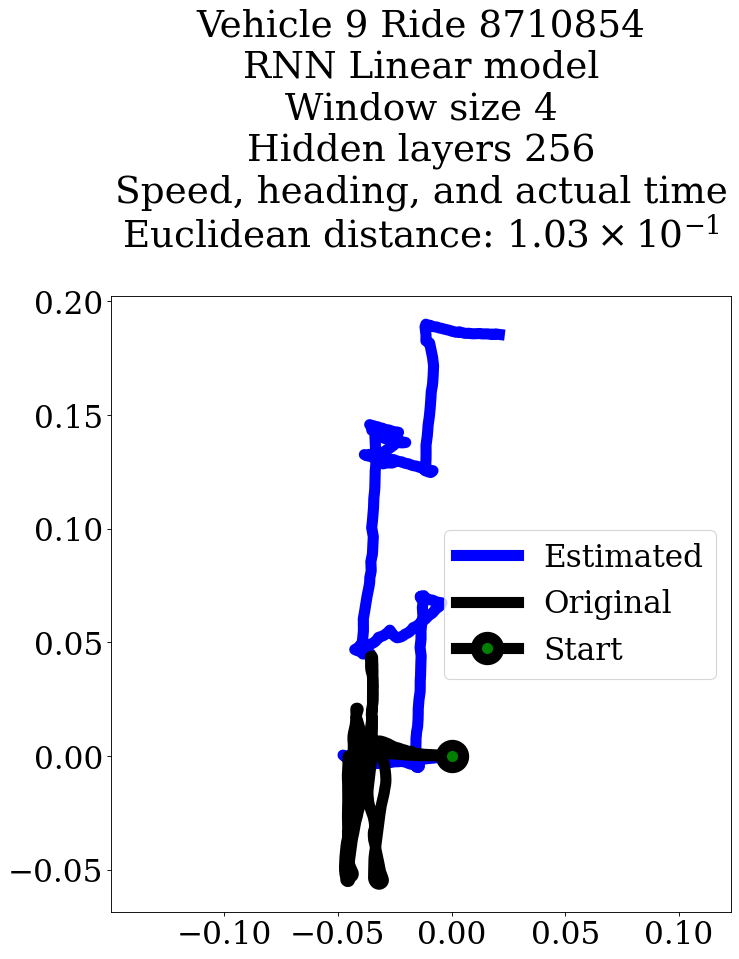 Vehicle 9 Ride 8710854
RNN Linear model
Window size 4
Hidden layers 256
Speed, heading, and actual time
Euclidean distance: 1.03 × 10⁻¹
0.20
0.15
0.10
0.05
0.00
−0.05
Estimated
Original
Start
−0.10 −0.05 0.00 0.05 0.10